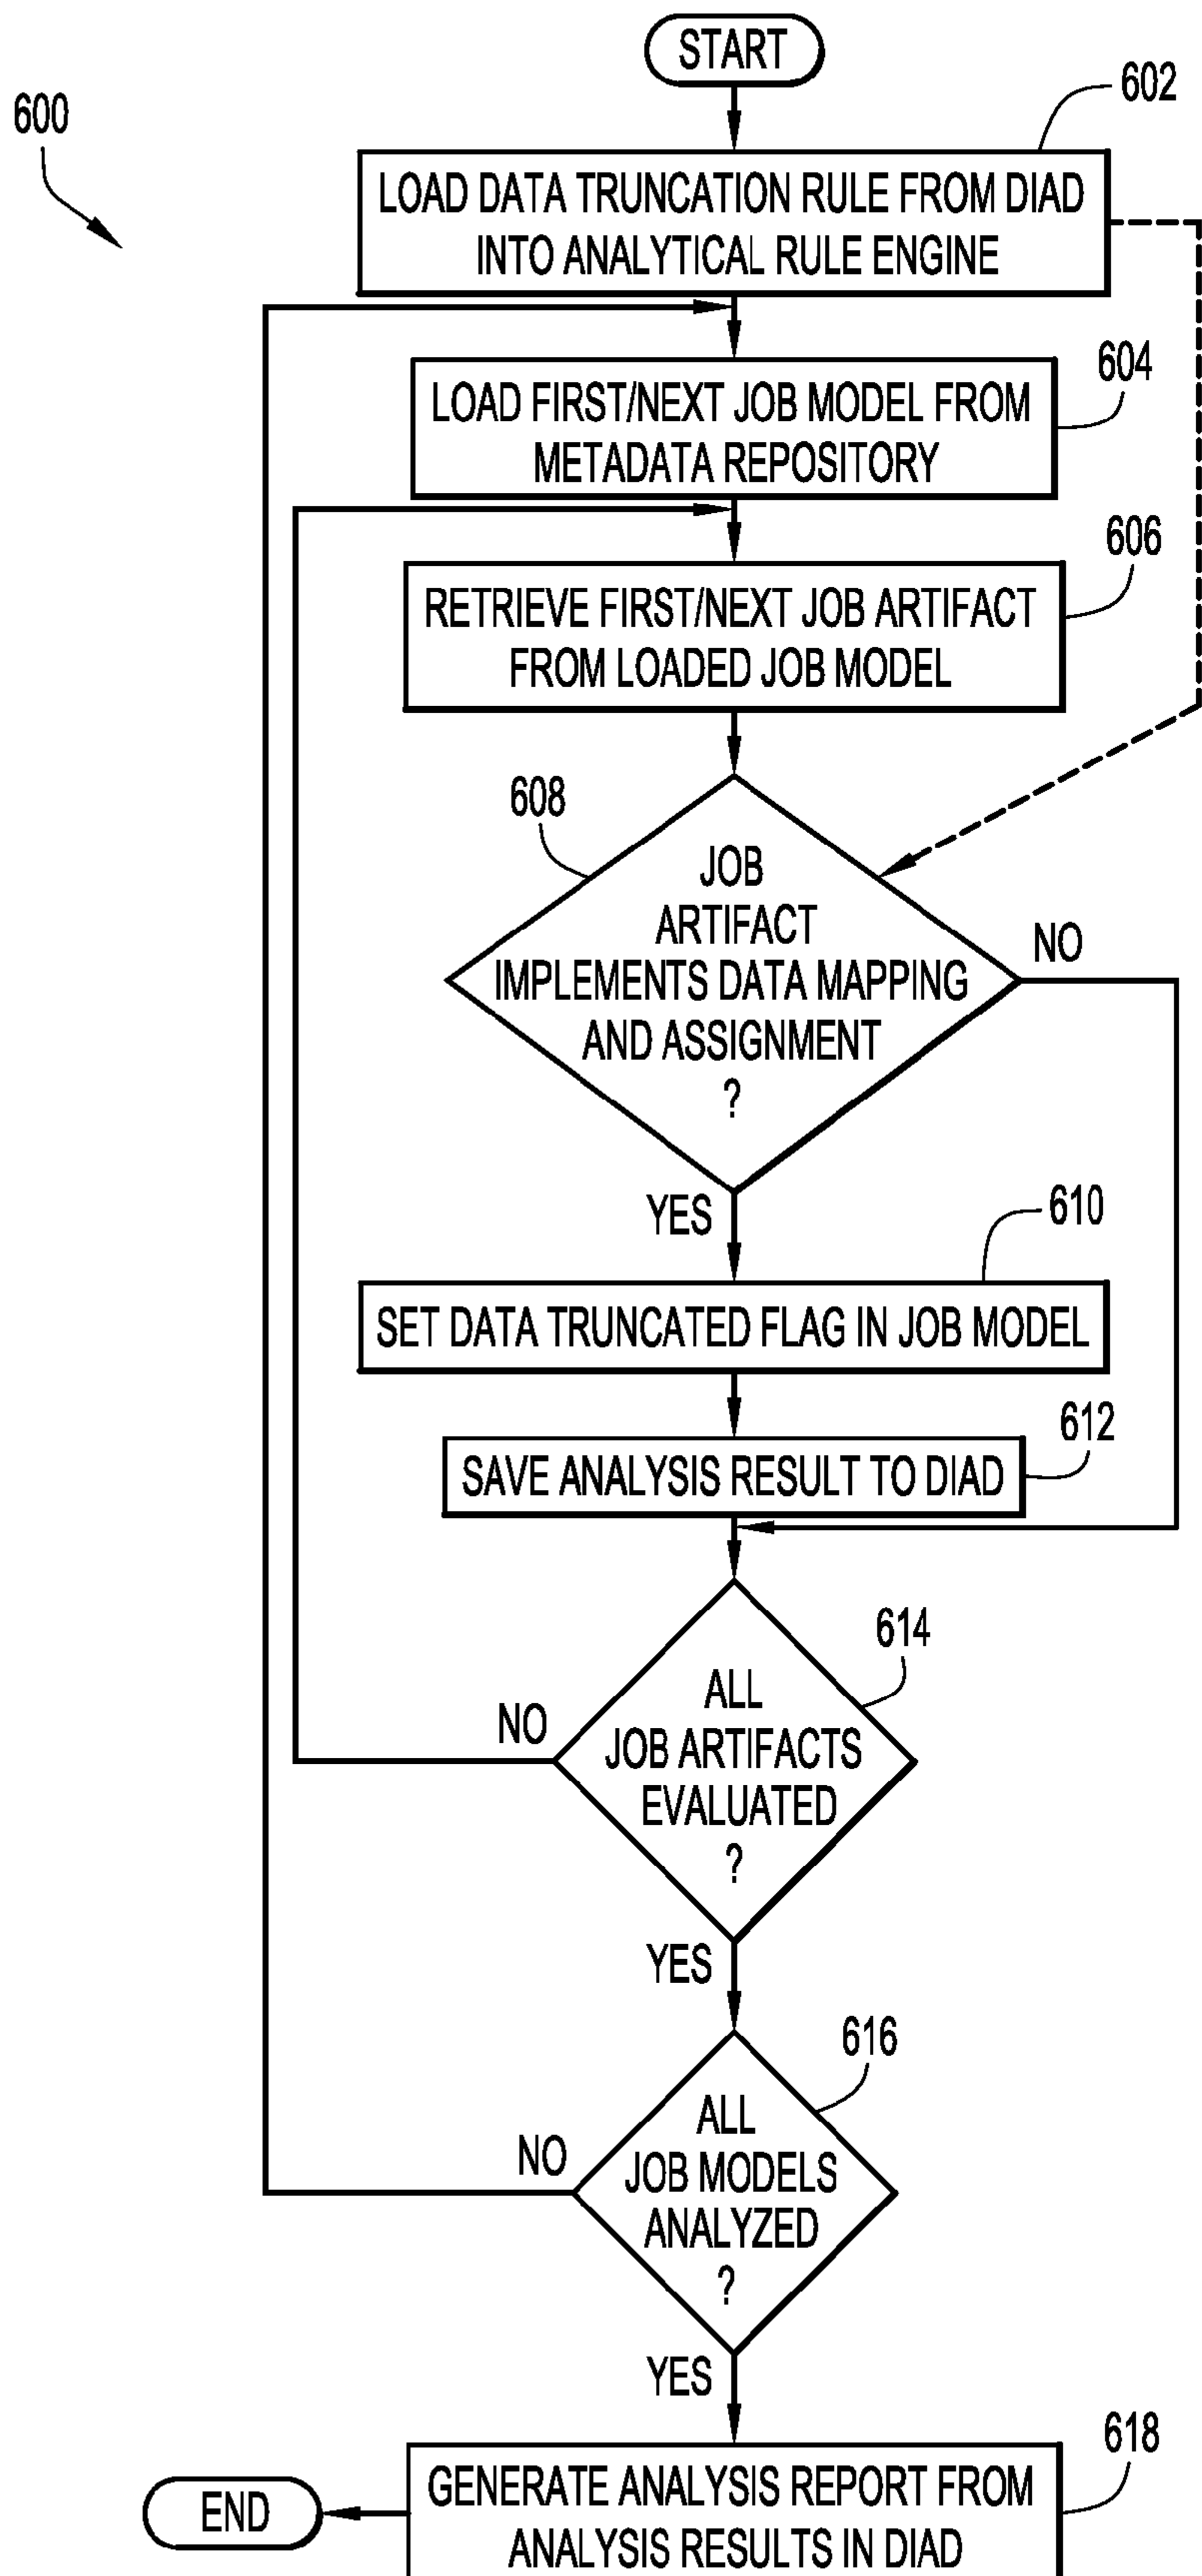 START
602
600
LOAD DATA TRUNCATION RULE FROM DIAD
INTO ANALYTICAL RULE ENGINE
604
LOAD FIRST/NEXT JOB MODEL FROM
METADATA REPOSITORY
606
RETRIEVE FIRST/NEXT JOB ARTIFACT
FROM LOADED JOB MODEL
608
JOB
ARTIFACT
IMPLEMENTS DATA MAPPING
AND ASSIGNMENT
?
NO
YES
610
SET DATA TRUNCATED FLAG IN JOB MODEL
612
SAVE ANALYSIS RESULT TO DIAD
614
ALL
JOB ARTIFACTS
EVALUATED
?
NO
YES
616
ALL
JOB MODELS
ANALYZED
?
NO
YES
618
GENERATE ANALYSIS REPORT FROM
ANALYSIS RESULTS IN DIAD
END